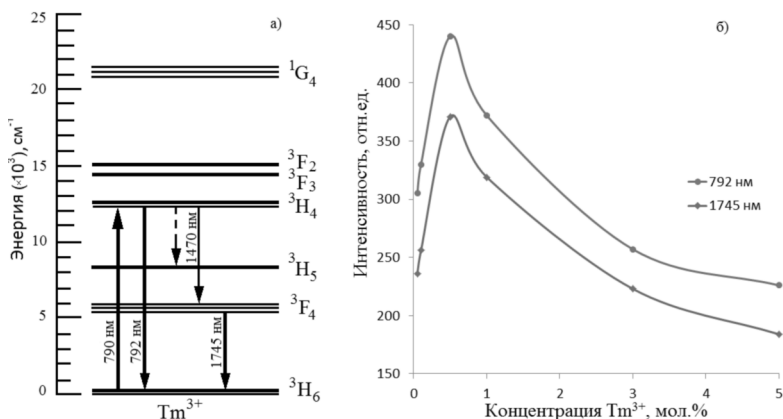 а)
Энергия (×10³), см⁻¹
25
20
15
10
5
0
¹G₄
³F₂
³F₃
³H₄
³H₅
³F₄
³H₆
790 нм
792 нм
1470 нм
1745 нм
Tm³⁺
б)
Интенсивность, отн.ед.
450
400
350
300
250
200
150
792 нм
1745 нм
0 1 2 3 4 5
Концентрация Tm³⁺, мол.%